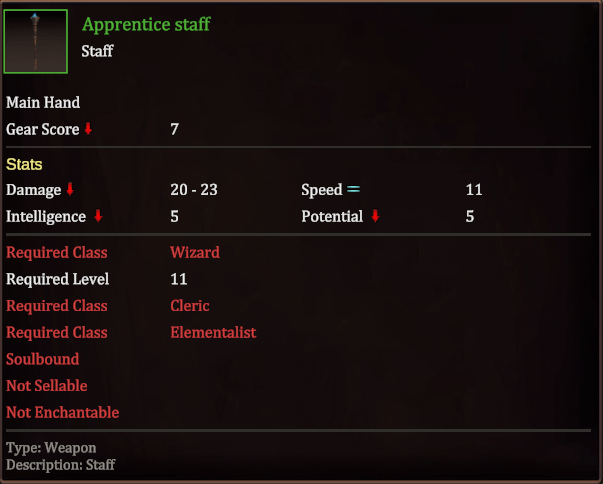 Apprentice staff
Staff
Main Hand
Gear Score 7
Stats
Damage 20 - 23 Speed = 11
Intelligence 5 Potential 5
Required Class Wizard
Required Level 11
Required Class Cleric
Required Class Elementalist
Soulbound
Not Sellable
Not Enchantable
Type: Weapon
Description: Staff